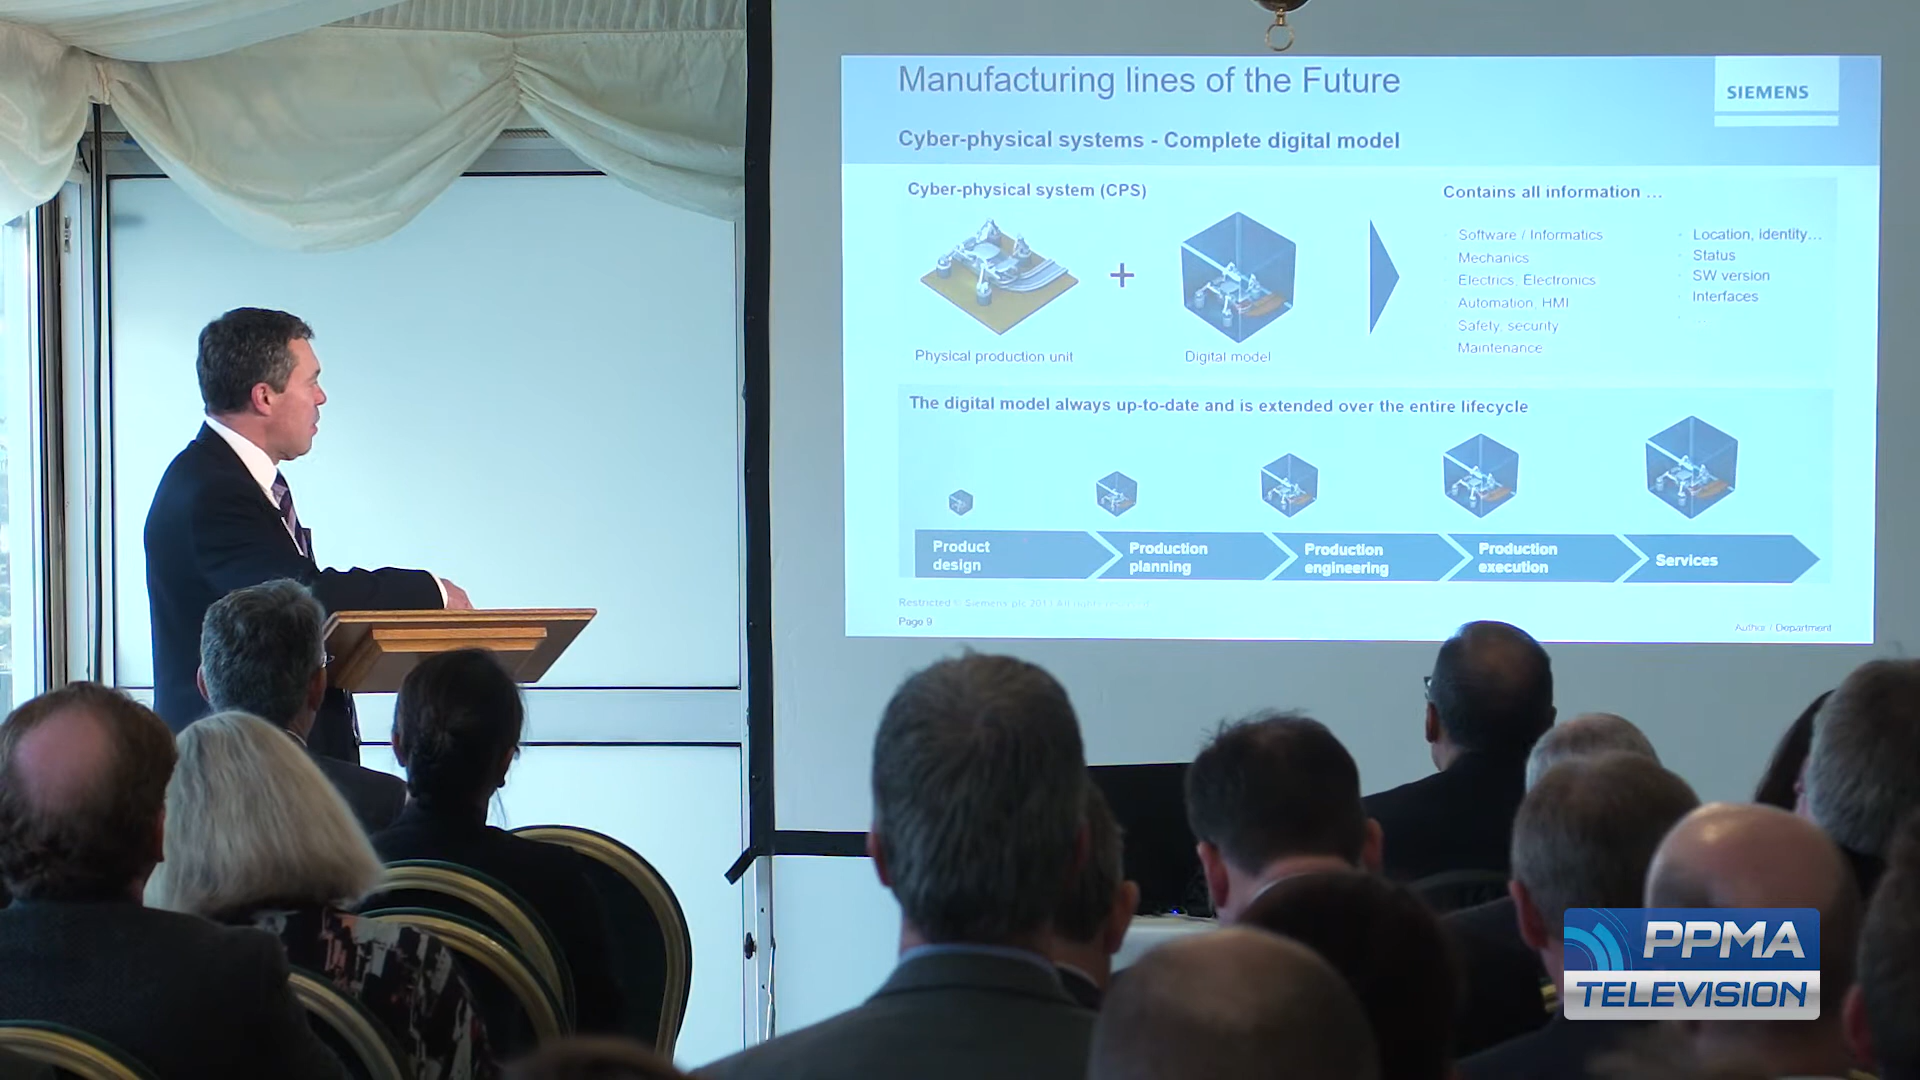 Manufacturing lines of the Future
SIEMENS
Cyber-physical systems - Complete digital model
Cyber-physical system (CPS)
Physical production unit
+
Digital model
Contains all information ...
Software / Informatics
Mechanics
Electrics, Electronics
Automation, HMI
Safety, security
Maintenance
Location, identity...
Status
SW version
Interfaces
...
The digital model always up-to-date and is extended over the entire lifecycle
Product
design
Production
planning
Production
engineering
Production
execution
Services
Restricted © Siemens plc
Page 9
Author / Department
PPMA
TELEVISION